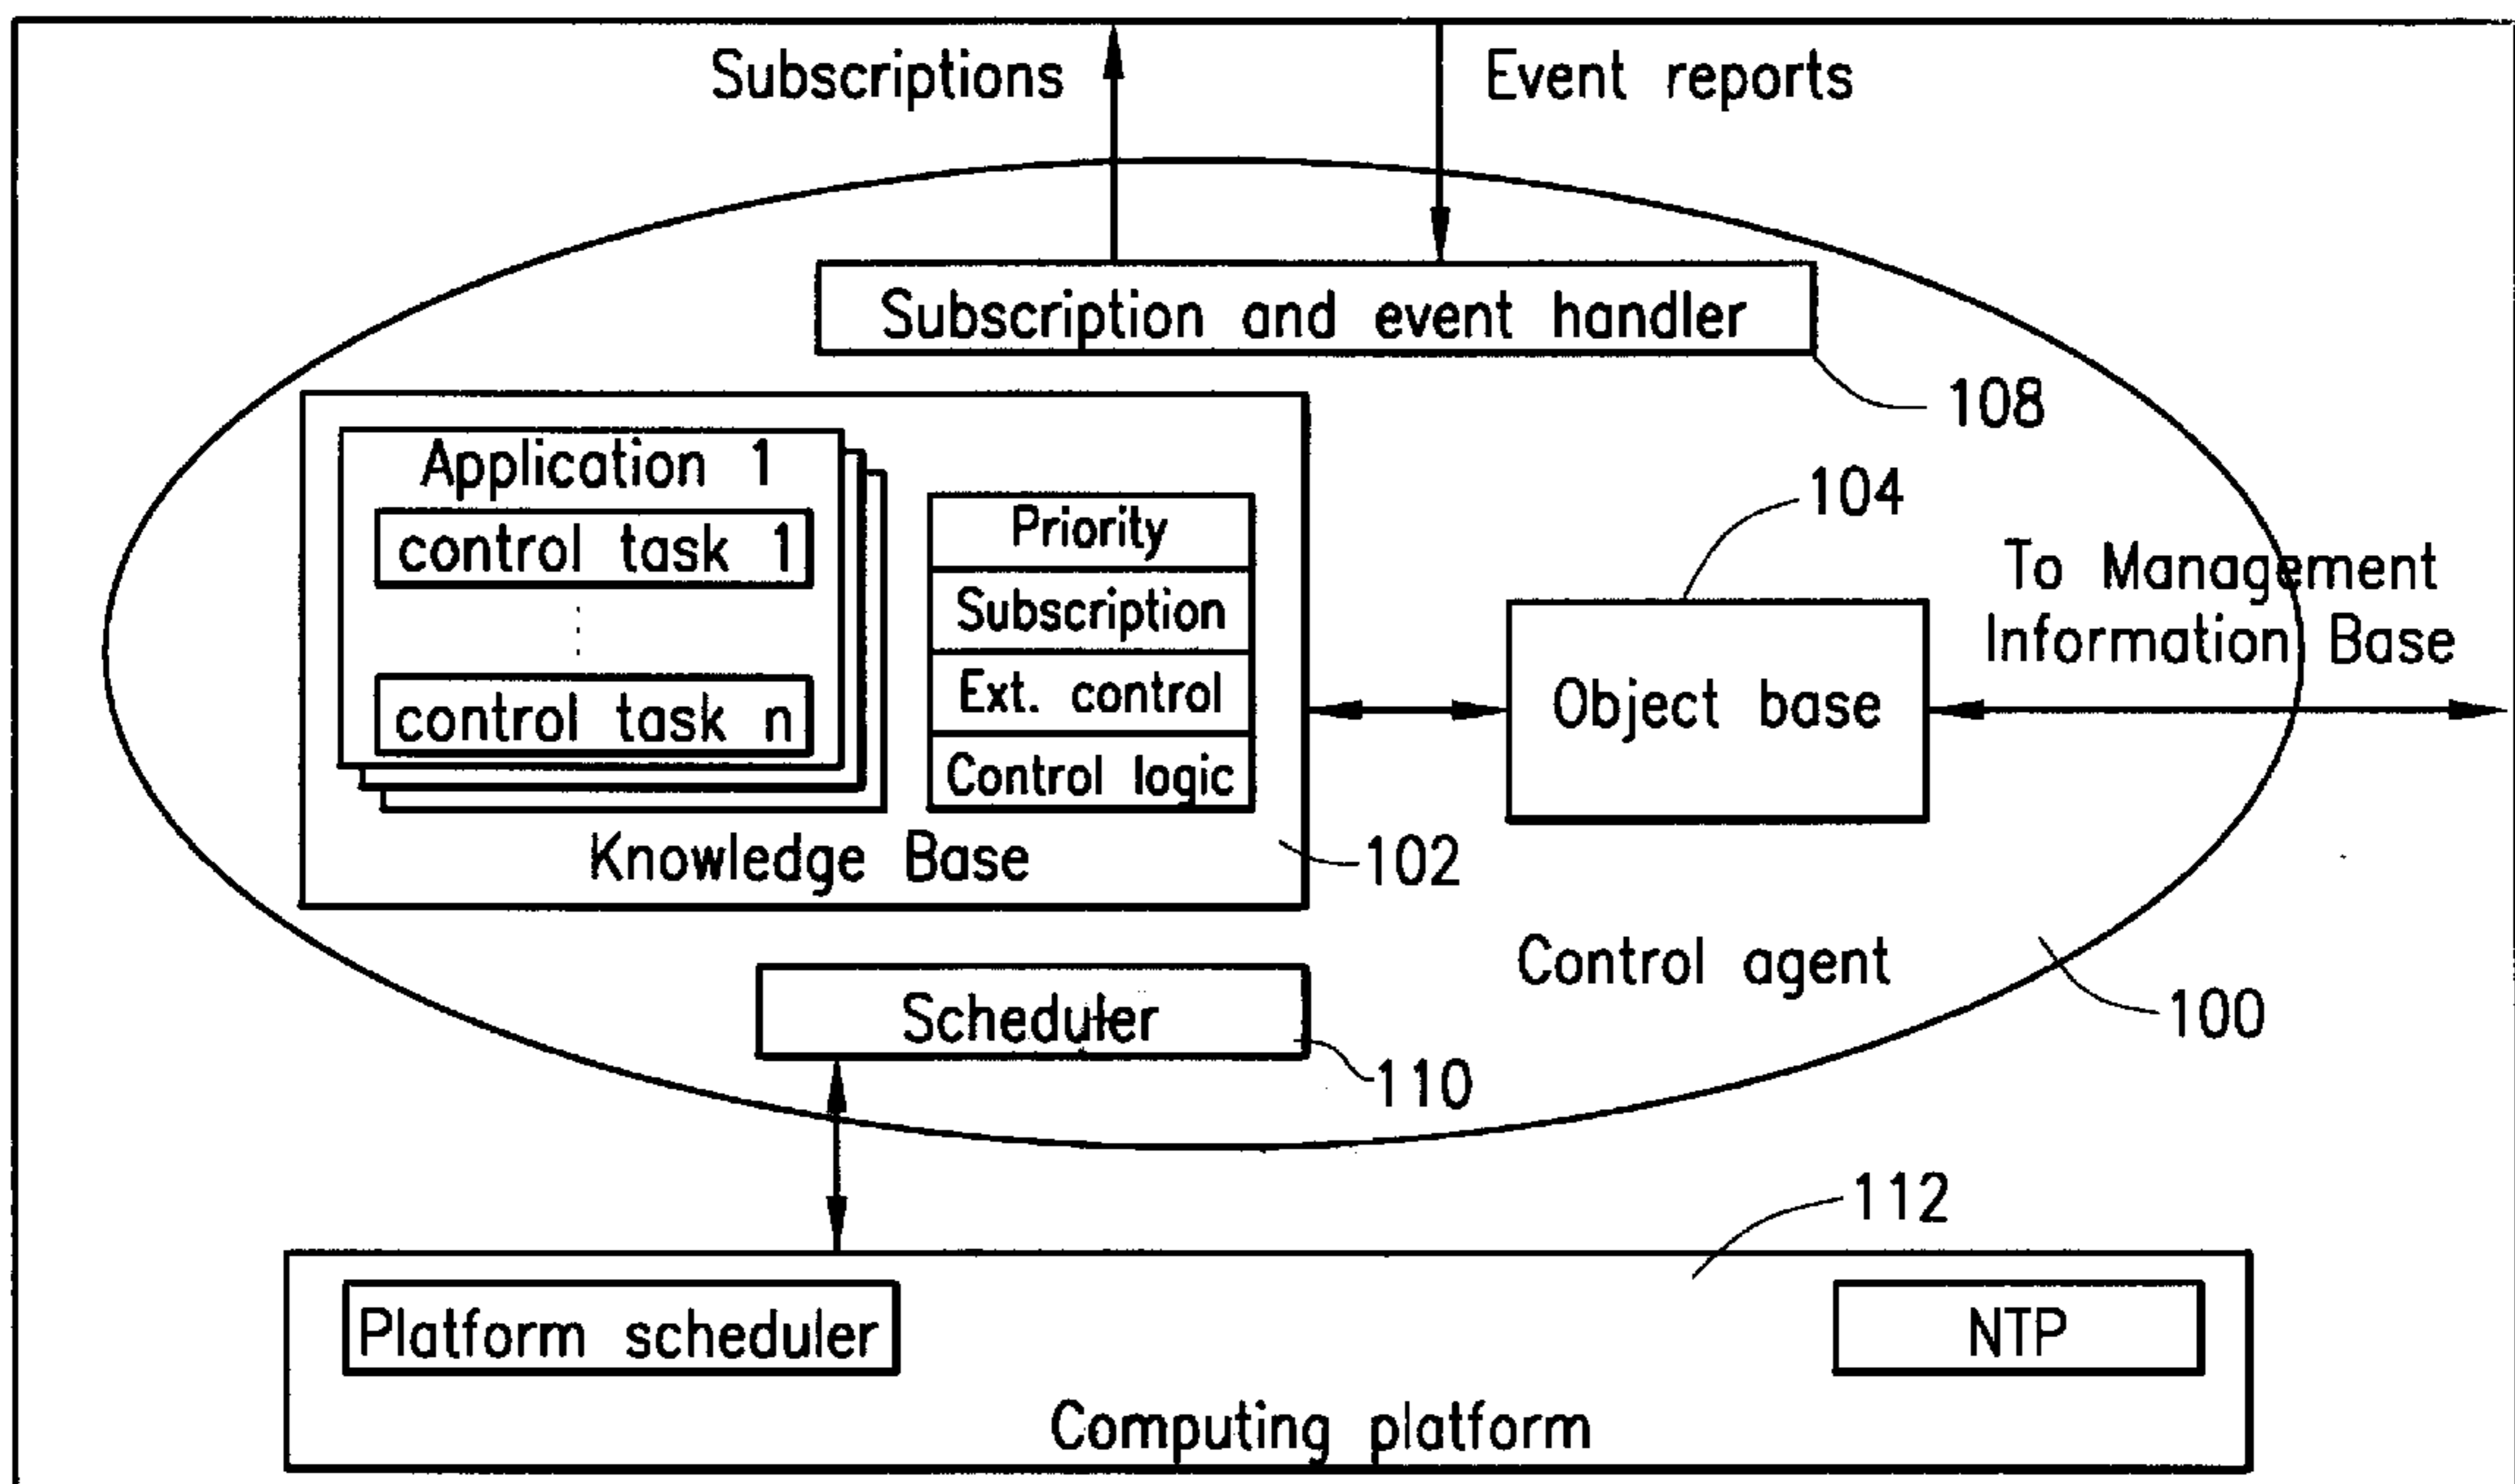 Subscriptions
Event reports
Subscription and event handler
108
Application 1
control task 1
control task n
Priority
Subscription
Ext. control
Control logic
Knowledge Base
102
104
Object base
To Management
Information Base
Control agent
100
Scheduler
110
112
Platform scheduler
NTP
Computing platform